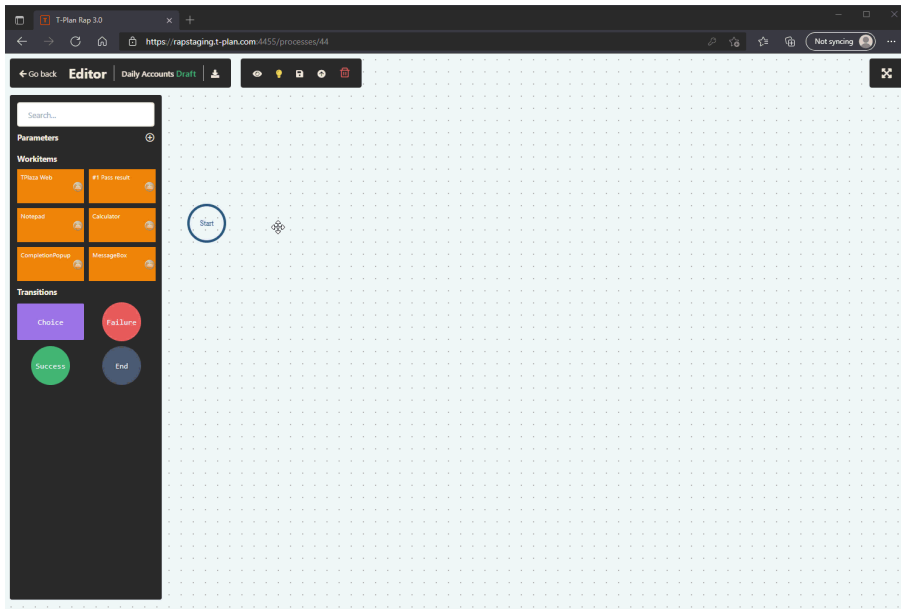 T-Plan Rap 3.0
https://rapstaging.t-plan.com:4455/processes/44
Not syncing
Go back Editor Daily Accounts Draft
Search...
Parameters
Workitems
TPlaza Web #1 Pass result
Notepad Calculator
CompletionPopup MessageBox
Transitions
Choice Failure
Success End
Start